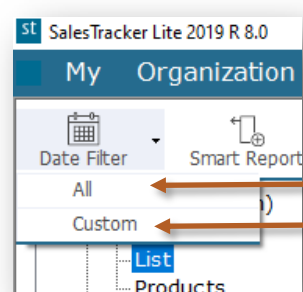 st SalesTracker Lite 2019 R 8.0
My Organization
Date Filter Smart Report
All
n)
Custom
List
Products